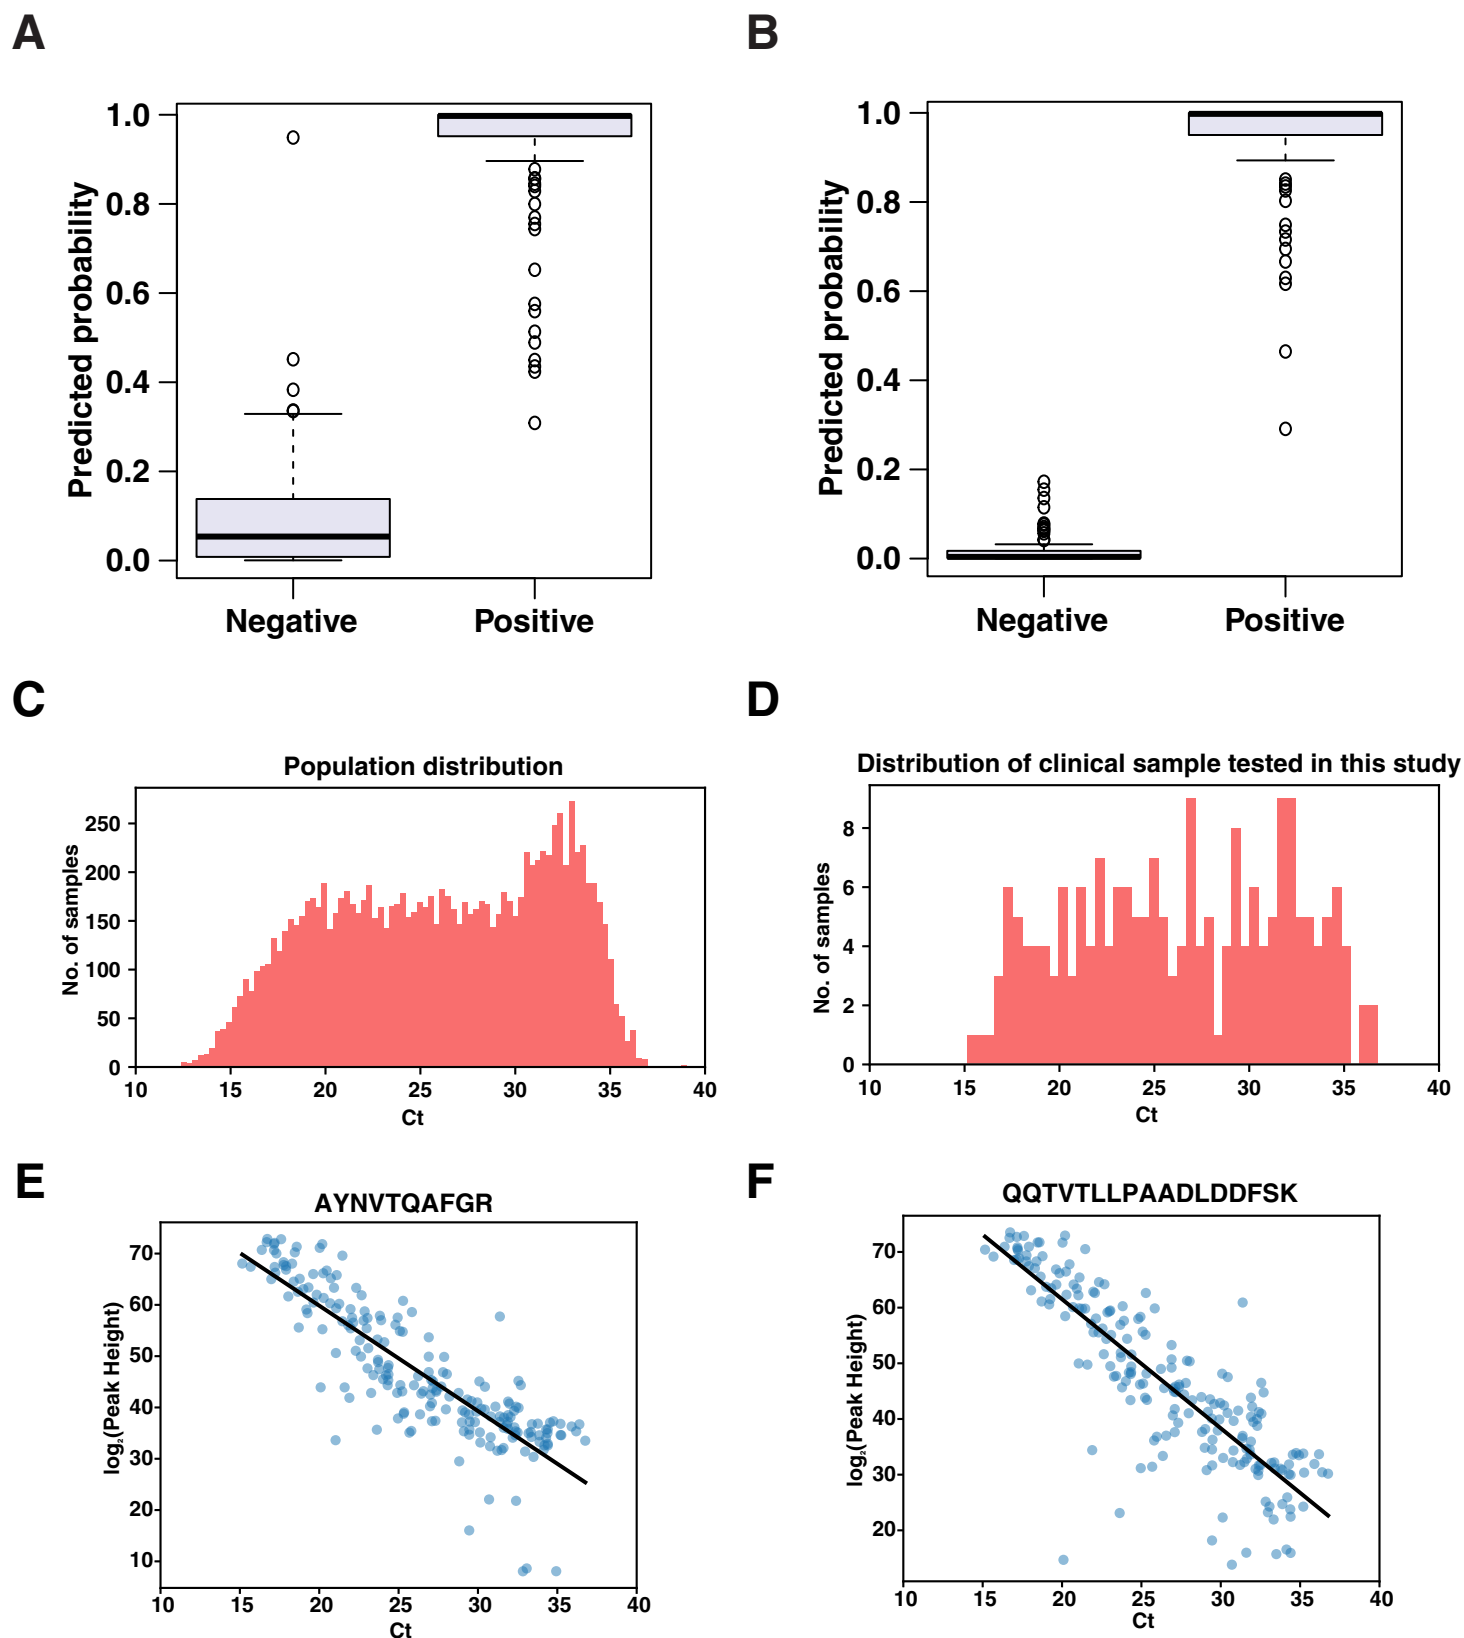 A
B
Predicted probability
1.0
0.8
0.6
0.4
0.2
0.0
Negative
Positive
Predicted probability
1.0
0.8
0.6
0.4
0.2
0.0
Negative
Positive
C
D
Population distribution
No. of samples
250
200
150
100
50
0
10 15 20 25 30 35 40
Ct
Distribution of clinical sample tested in this study
No. of samples
8
6
4
2
0
10 15 20 25 30 35 40
Ct
E
F
AYNVTQAFGR
log₂(Peak Height)
70
60
50
40
30
20
10
10 15 20 25 30 35 40
Ct
QQTVTLLPAADLDDFSK
log₂(Peak Height)
70
60
50
40
30
20
10 15 20 25 30 35 40
Ct